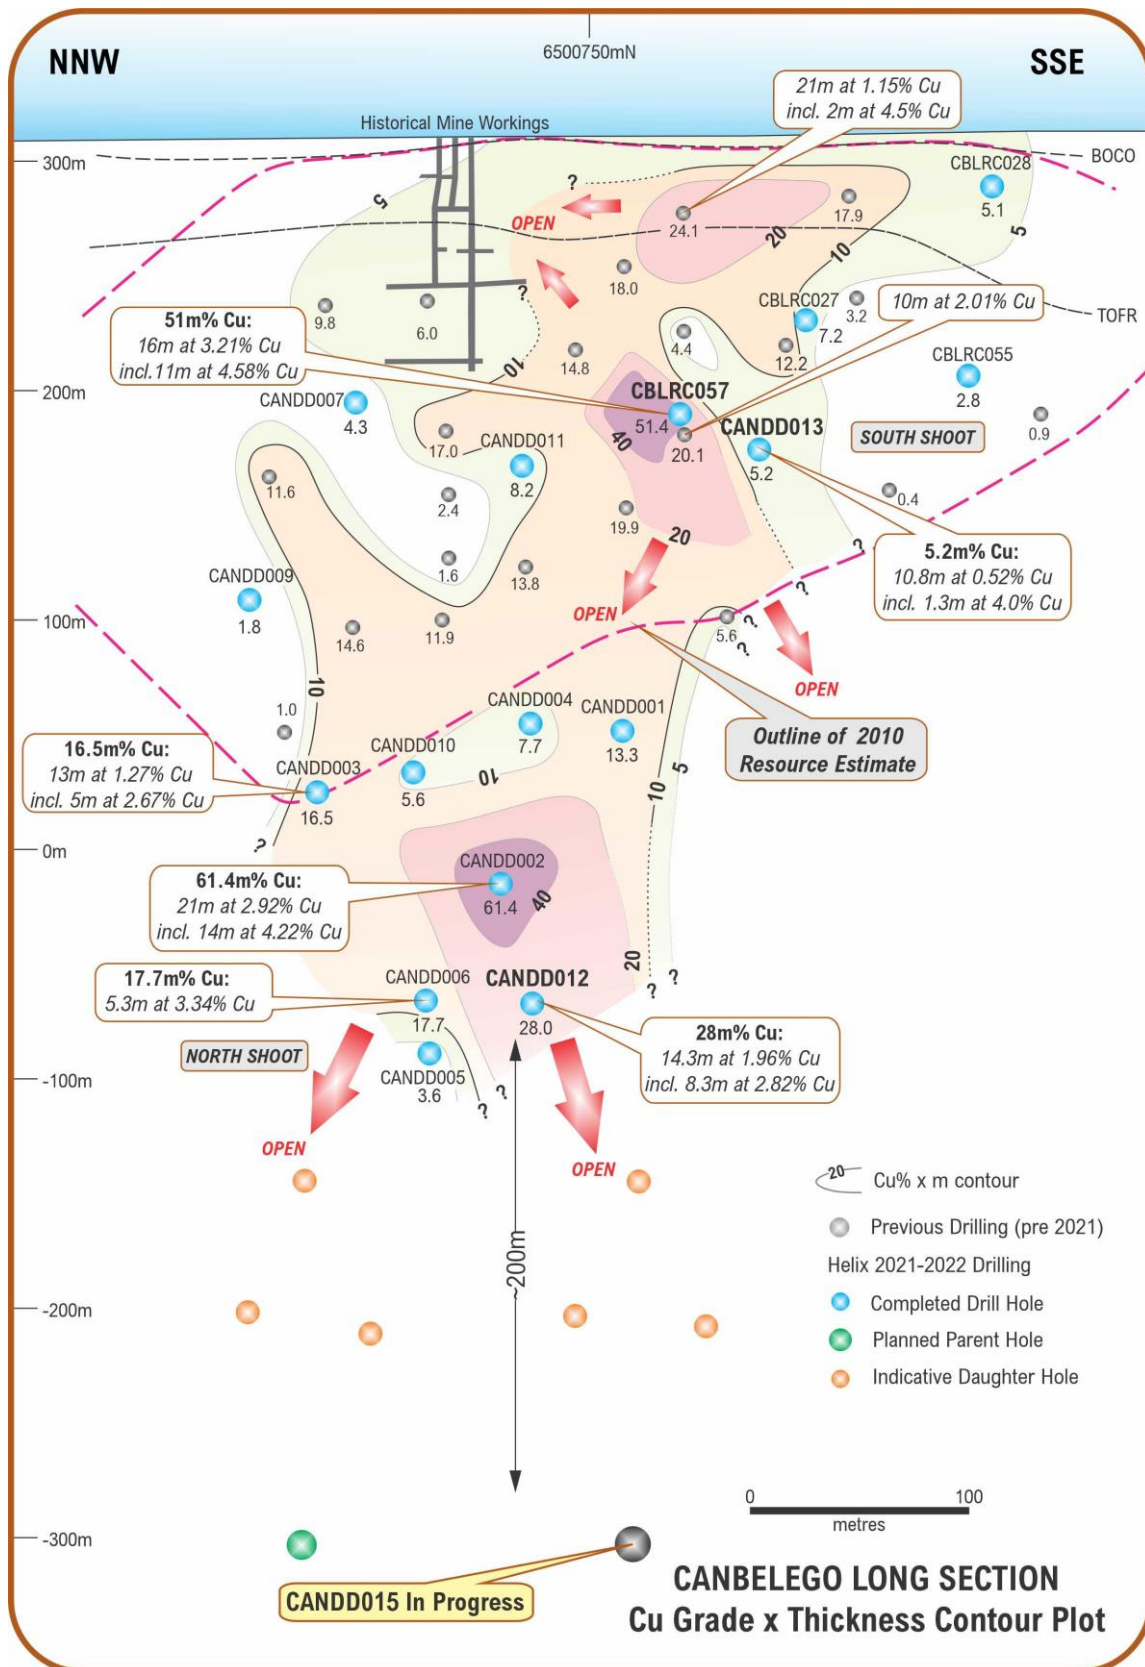 6500750mN
NNW
SSE
21m at 1.15% Cu
incl. 2m at 4.5% Cu
Historical Mine Workings
300m
BOCO
CBLRC028
5.1
5
?
5
OPEN
24.1
20
17.9
10
18.0
TOFR
?
CBLRC027
7.2
3.2
10m at 2.01% Cu
9.8
6.0
51m% Cu:
16m at 3.21% Cu
incl.11m at 4.58% Cu
10
14.8
4.4
12.2
CBLRC055
2.8
200m
CANDD007
4.3
CBLRC057
51.4
40
20.1
CANDD013
5.2
SOUTH SHOOT
0.9
17.0
CANDD011
8.2
11.6
2.4
0.4
19.9
20
?
?
5.2m% Cu:
10.8m at 0.52% Cu
incl. 1.3m at 4.0% Cu
1.6
13.8
CANDD009
1.8
?
100m
OPEN
14.6
11.9
5.6
?
?
OPEN
10
CANDD004
7.7
CANDD001
13.3
Outline of 2010
Resource Estimate
1.0
16.5m% Cu:
13m at 1.27% Cu
incl. 5m at 2.67% Cu
CANDD003
16.5
CANDD010
5.6
10
10
5
?
0m
CANDD002
61.4
40
61.4m% Cu:
21m at 2.92% Cu
incl. 14m at 4.22% Cu
20
?
?
17.7m% Cu:
5.3m at 3.34% Cu
CANDD006
17.7
CANDD012
28.0
28m% Cu:
14.3m at 1.96% Cu
incl. 8.3m at 2.82% Cu
NORTH SHOOT
-100m
CANDD005
3.6
?
?
OPEN
OPEN
20
Cu% x m contour
Previous Drilling (pre 2021)
Helix 2021-2022 Drilling
Completed Drill Hole
Planned Parent Hole
Indicative Daughter Hole
~200m
-200m
0
100
metres
-300m
CANDD015 In Progress
CANBELEGO LONG SECTION
Cu Grade x Thickness Contour Plot